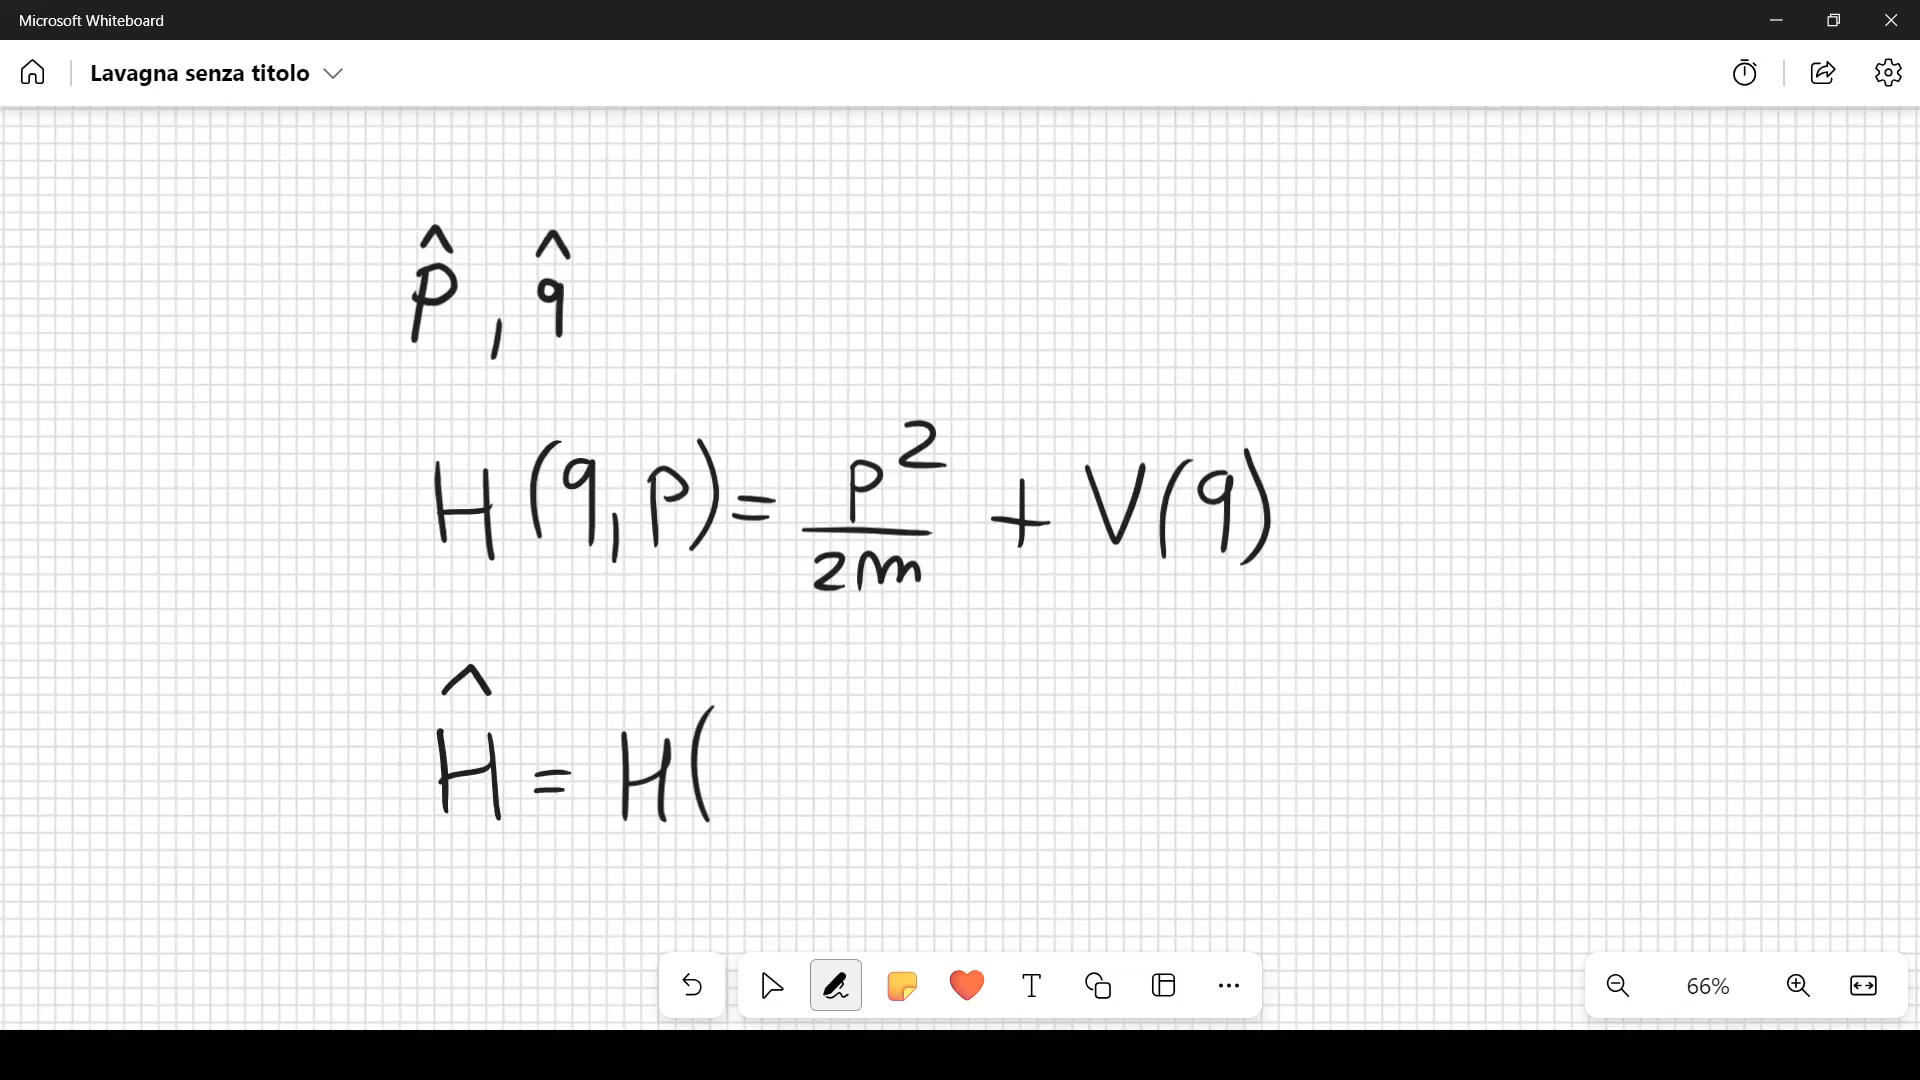 Microsoft Whiteboard
Lavagna senza titolo
p̂, q̂
H(q,p)= p²/2m + V(q)
Ĥ = H(
T
66%